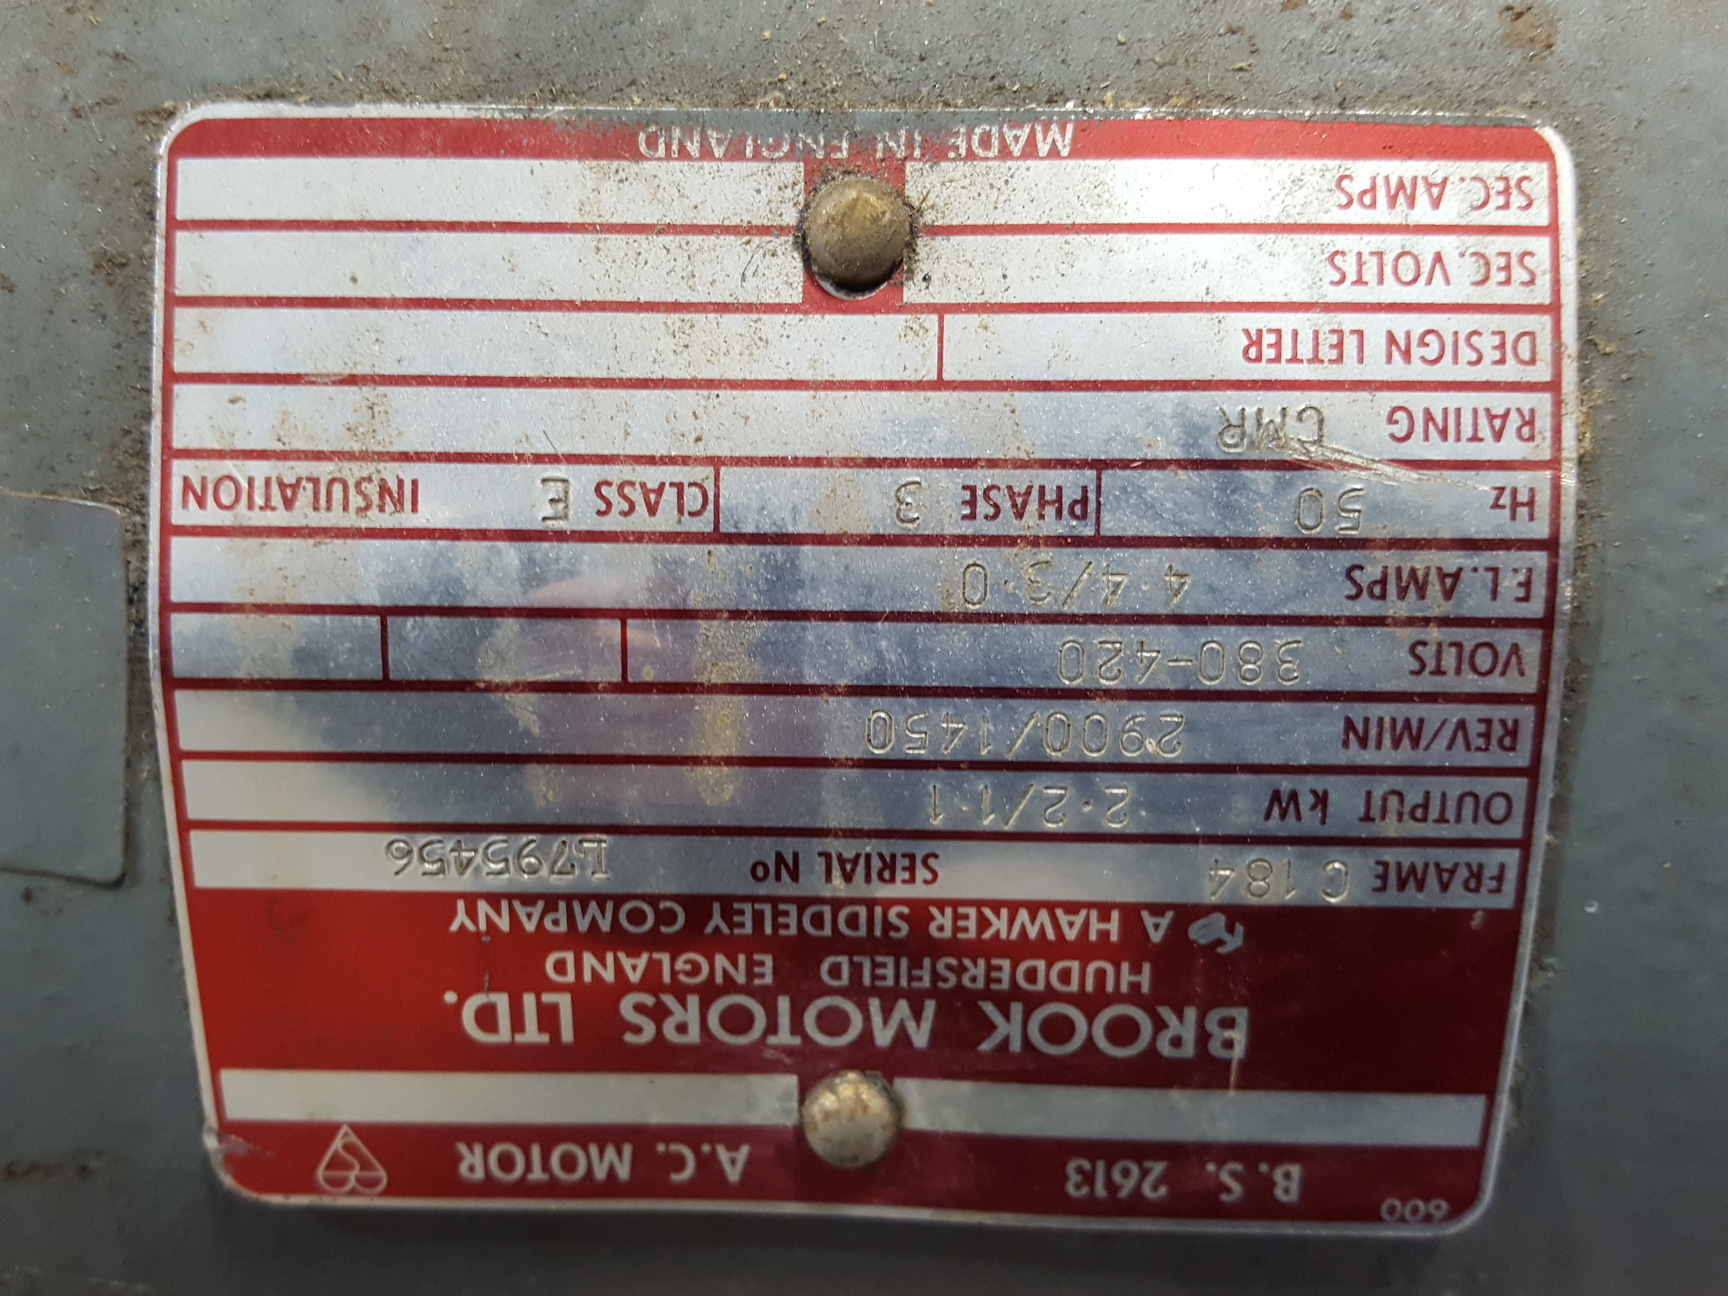 600
B.S. 2613 A.C. MOTOR
BROOK MOTORS LTD.
HUDDERSFIELD ENGLAND
A HAWKER SIDDELEY COMPANY
FRAME C184 SERIAL No L795456
OUTPUT kW 2.2/1.1
REV/MIN 2900/1450
VOLTS 380-420
F.L. AMPS 4.4/3.0
Hz 50 PHASE 3 CLASS E INSULATION
RATING CMR
DESIGN LETTER
SEC. VOLTS
SEC. AMPS
MADE IN ENGLAND